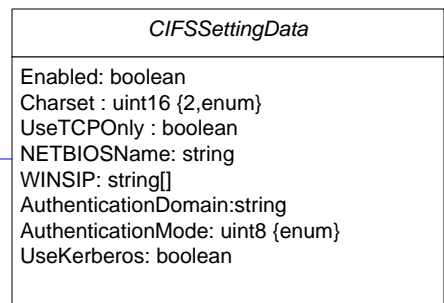 CIFSSettingData
Enabled: boolean
Charset : uint16 {2,enum}
UseTCPOnly : boolean
NETBIOSName: string
WINSIP: string[]
AuthenticationDomain:string
AuthenticationMode: uint8 {enum}
UseKerberos: boolean